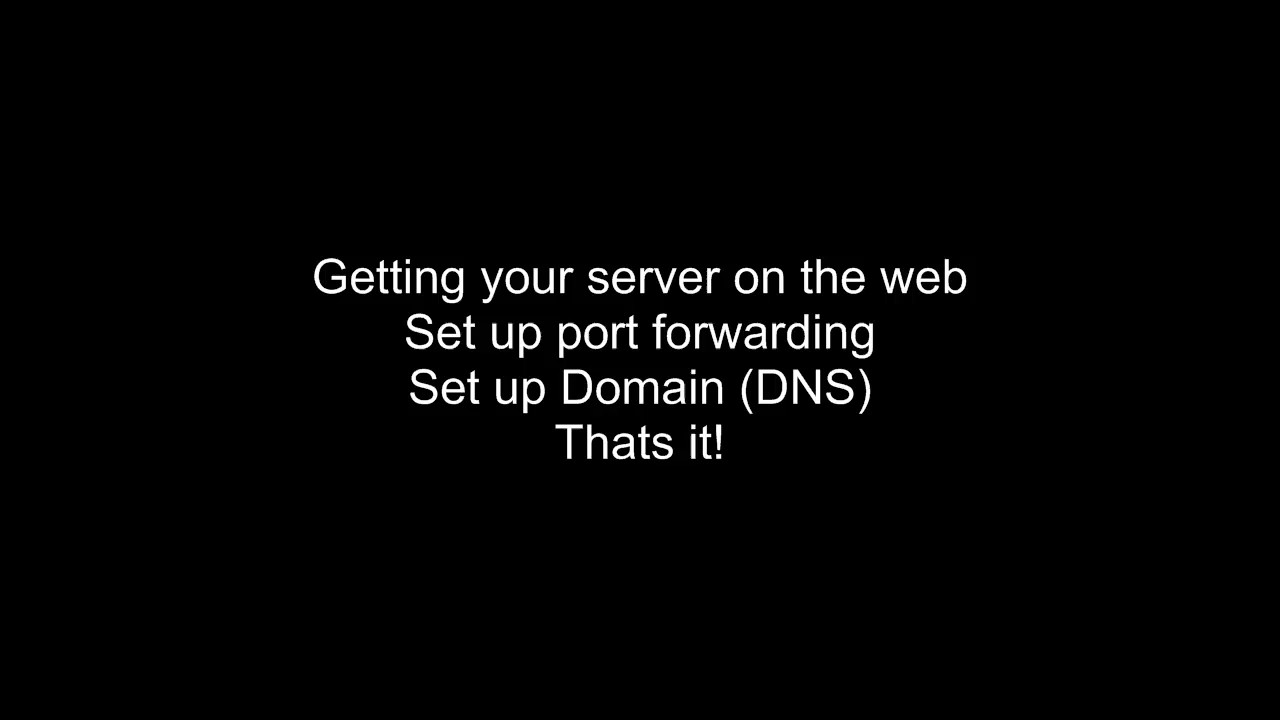 Getting your server on the web
Set up port forwarding
Set up Domain (DNS)
Thats it!